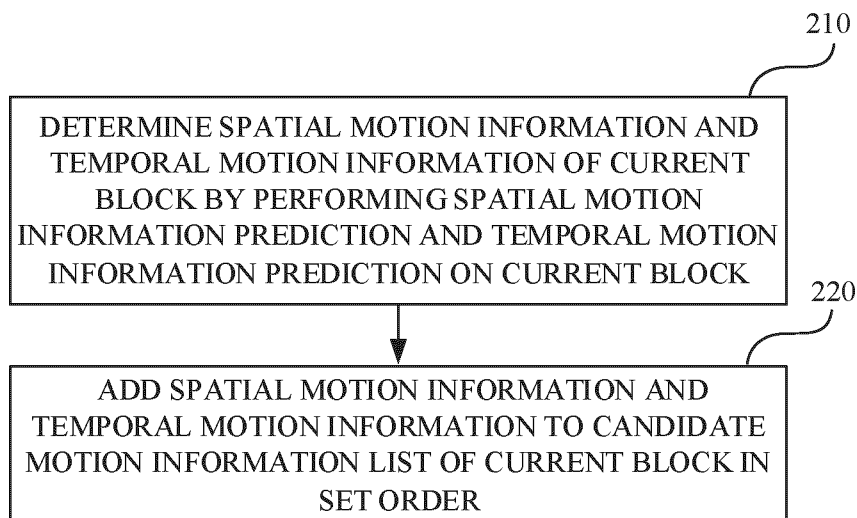 210
DETERMINE SPATIAL MOTION INFORMATION AND
TEMPORAL MOTION INFORMATION OF CURRENT
BLOCK BY PERFORMING SPATIAL MOTION
INFORMATION PREDICTION AND TEMPORAL MOTION
INFORMATION PREDICTION ON CURRENT BLOCK
220
ADD SPATIAL MOTION INFORMATION AND
TEMPORAL MOTION INFORMATION TO CANDIDATE
MOTION INFORMATION LIST OF CURRENT BLOCK IN
SET ORDER